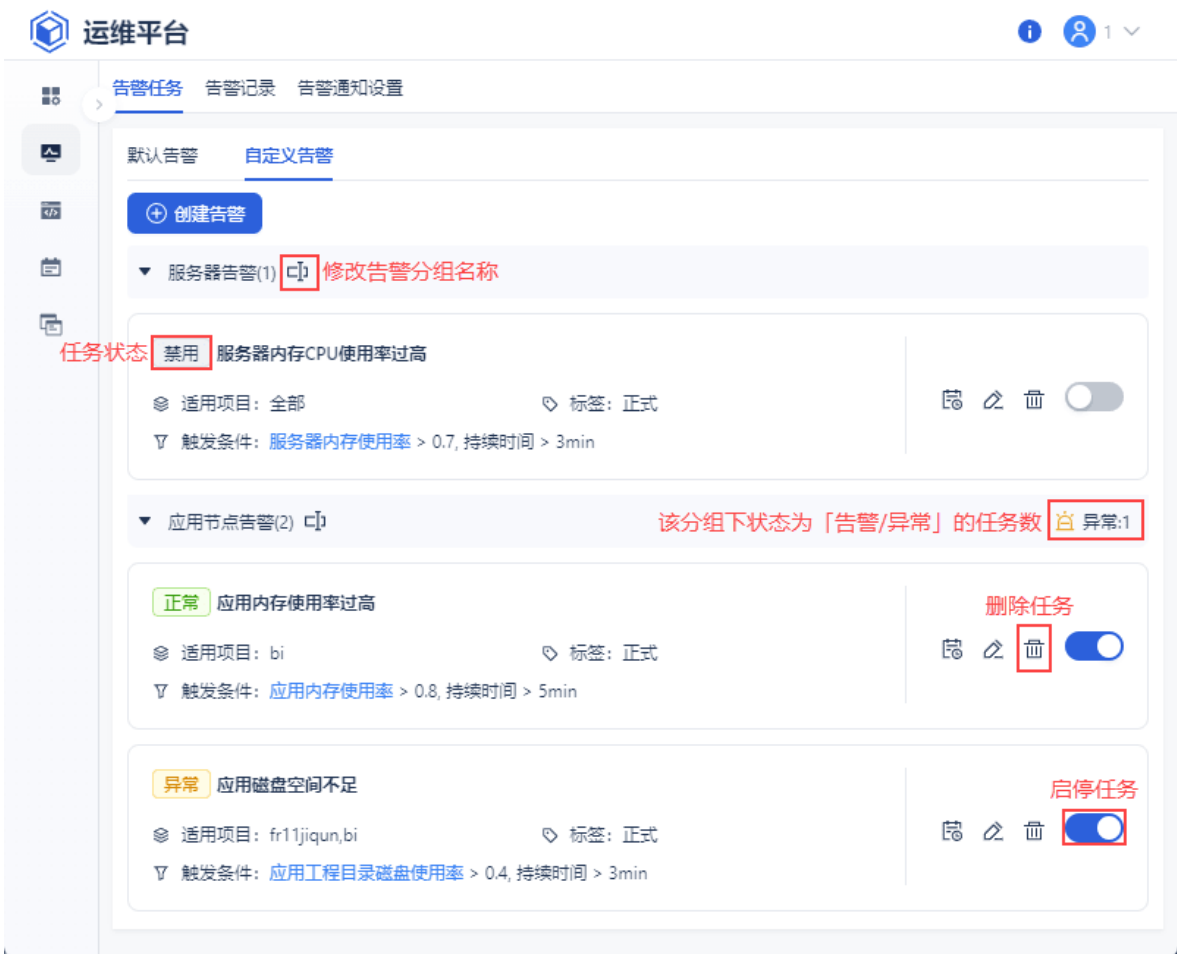 运维平台
1
告警任务 告警记录 告警通知设置
默认告警 自定义告警
创建告警
服务器告警(1) 修改告警分组名称
任务状态 禁用 服务器内存CPU使用率过高
适用项目：全部 标签：正式
触发条件：服务器内存使用率 > 0.7, 持续时间 > 3min
应用节点告警(2) 该分组下状态为「告警/异常」的任务数 异常:1
正常 应用内存使用率过高
删除任务
适用项目：bi 标签：正式
触发条件：应用内存使用率 > 0.8, 持续时间 > 5min
异常 应用磁盘空间不足
启停任务
适用项目：fr11jiqun,bi 标签：正式
触发条件：应用工程目录磁盘使用率 > 0.4, 持续时间 > 3min